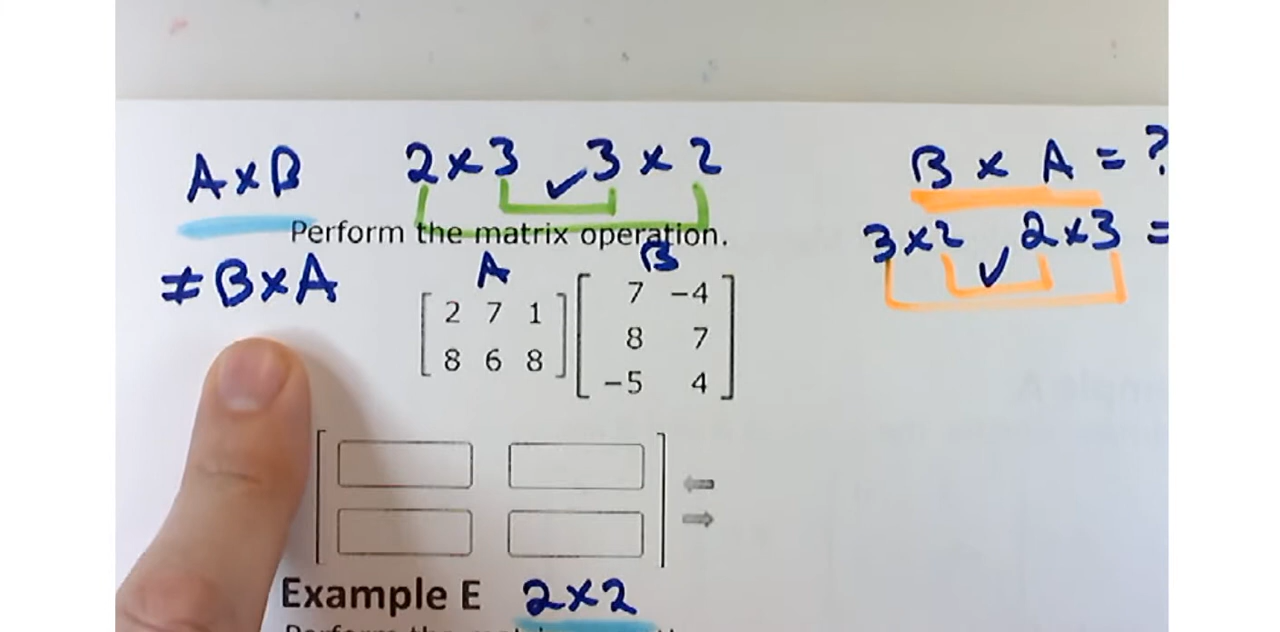 A x B 2 x 3 ✓ 3 x 2 B x A = ?
Perform the matrix operation. 3 x 2 ✓ 2 x 3 =
≠ B x A A B
2 7 1 7 -4
8 6 8 8 7
-5 4
Example E 2 x 2